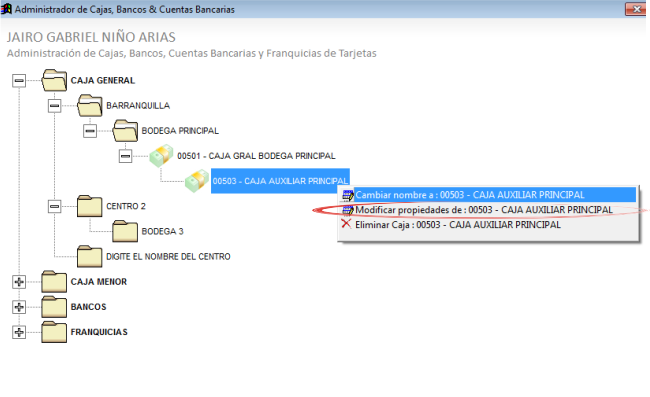 Administrador de Cajas, Bancos & Cuentas Bancarias
JAIRO GABRIEL NIÑO ARIAS
Administración de Cajas, Bancos, Cuentas Bancarias y Franquicias de Tarjetas
CAJA GENERAL
BARRANQUILLA
BODEGA PRINCIPAL
00501 - CAJA GRAL BODEGA PRINCIPAL
00503 - CAJA AUXILIAR PRINCIPAL
Cambiar nombre a : 00503 - CAJA AUXILIAR PRINCIPAL
Modificar propiedades de : 00503 - CAJA AUXILIAR PRINCIPAL
Eliminar Caja : 00503 - CAJA AUXILIAR PRINCIPAL
CENTRO 2
BODEGA 3
DIGITE EL NOMBRE DEL CENTRO
CAJA MENOR
BANCOS
FRANQUICIAS